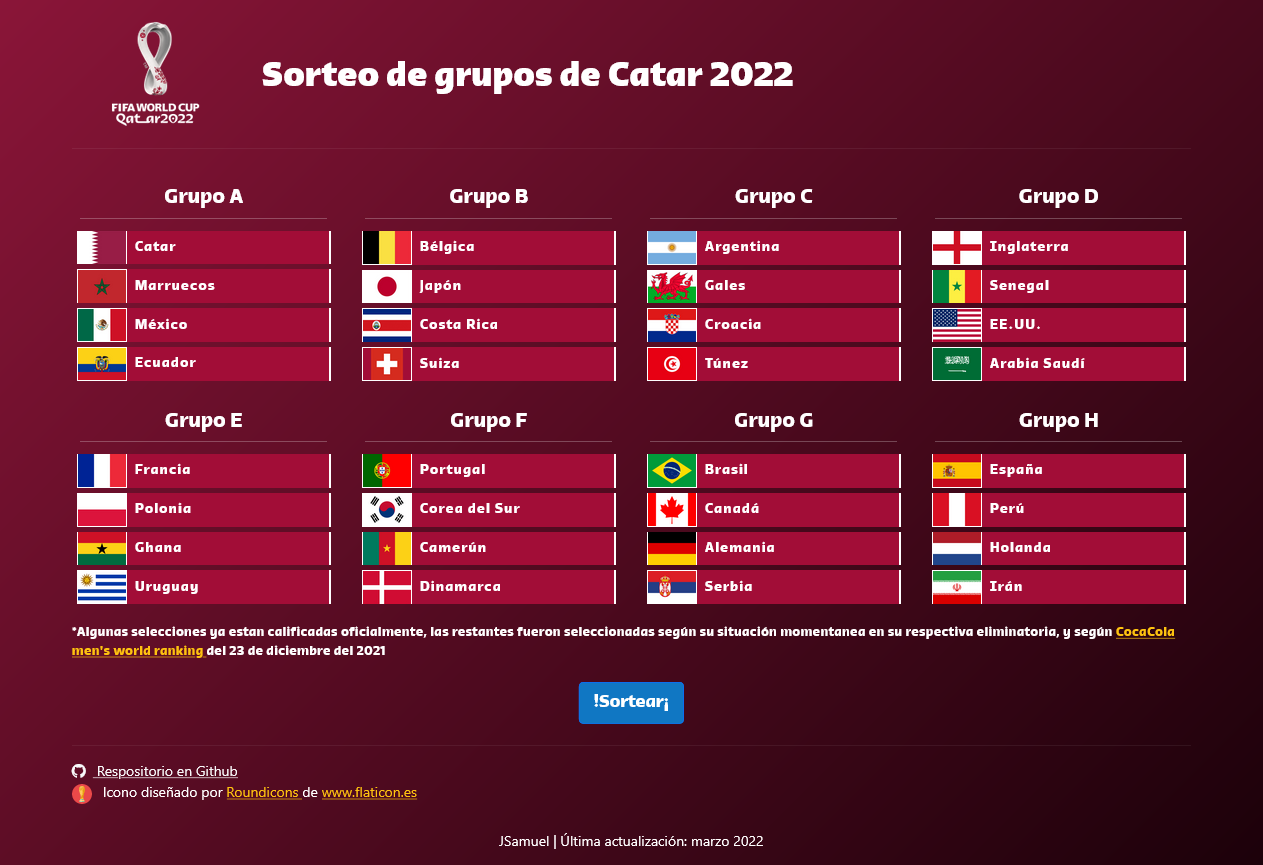 FIFA WORLD CUP
Qatar2022
Sorteo de grupos de Catar 2022
Grupo A
Catar
Marruecos
México
Ecuador
Grupo B
Bélgica
Japón
Costa Rica
Suiza
Grupo C
Argentina
Gales
Croacia
Túnez
Grupo D
Inglaterra
Senegal
EE.UU.
Arabia Saudí
Grupo E
Francia
Polonia
Ghana
Uruguay
Grupo F
Portugal
Corea del Sur
Camerún
Dinamarca
Grupo G
Brasil
Canadá
Alemania
Serbia
Grupo H
España
Perú
Holanda
Irán
*Algunas selecciones ya estan calificadas oficialmente, las restantes fueron seleccionadas según su situación momentanea en su respectiva eliminatoria, y según CocaCola
men's world ranking del 23 de diciembre del 2021
!Sortear¡
Respositorio en Github
Icono diseñado por Roundicons de www.flaticon.es
JSamuel | Última actualización: marzo 2022